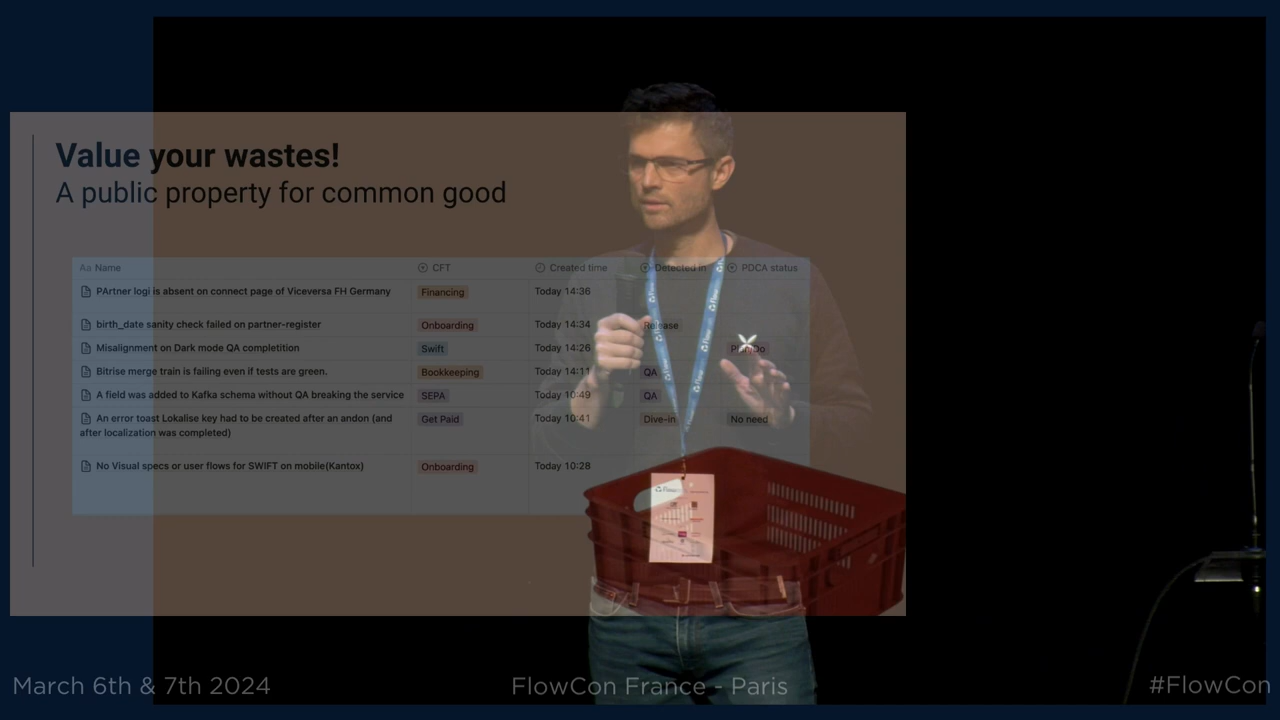 Value your wastes!
A public property for common good
Aa Name CFT Created time Detected in PDCA status
PArtner logi is absent on connect page of Viceversa FH Germany Financing Today 14:36
birth_date sanity check failed on partner-register Onboarding Today 14:34 Release
Misalignment on Dark mode QA completition Swift Today 14:26 Plan/Do
Bitrise merge train is failing even if tests are green. Bookkeeping Today 14:11 QA
A field was added to Kafka schema without QA breaking the service SEPA Today 10:49 QA
An error toast Lokalise key had to be created after an andon (and Get Paid Today 10:41 Dive-in No need
after localization was completed)
No Visual specs or user flows for SWIFT on mobile(Kantox) Onboarding Today 10:28
March 6th & 7th 2024 FlowCon France - Paris #FlowCon